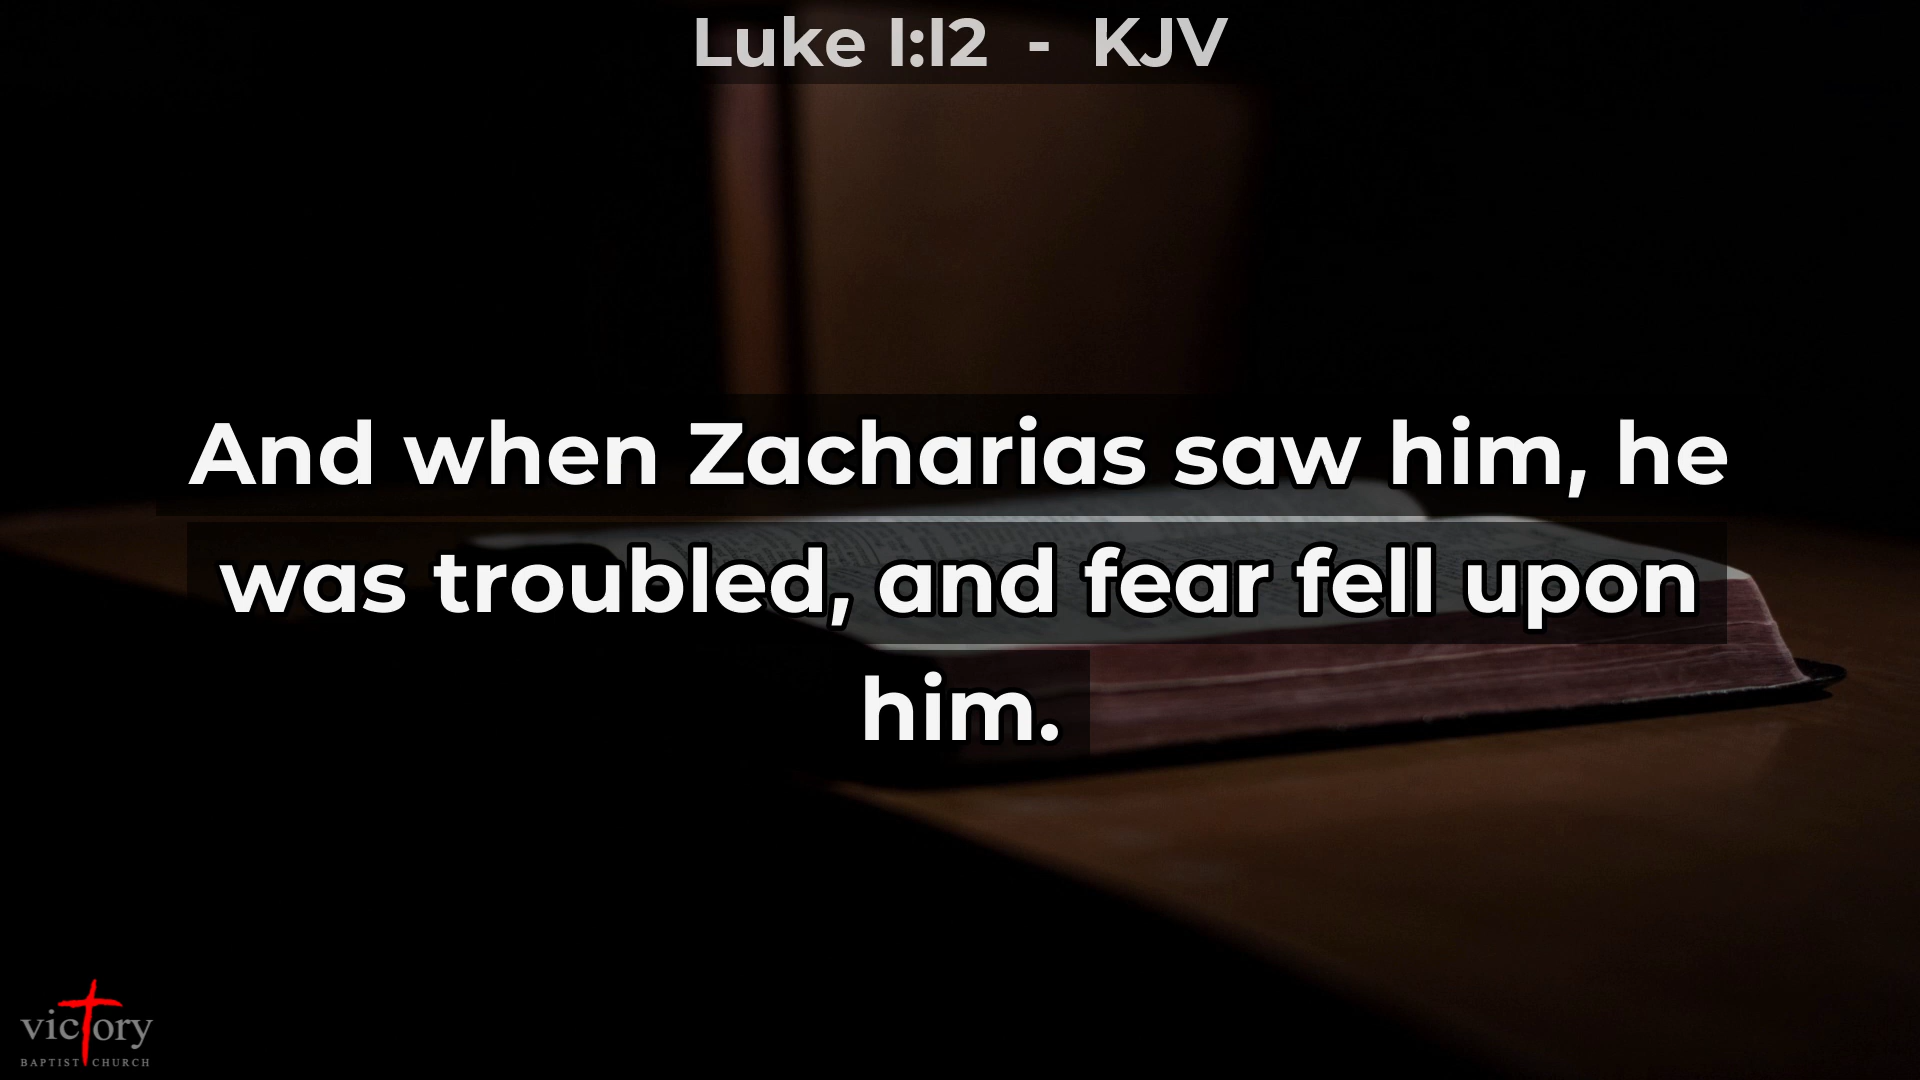 Luke 1:12 - KJV
And when Zacharias saw him, he
was troubled, and fear fell upon
him.
victory
BAPTIST CHURCH